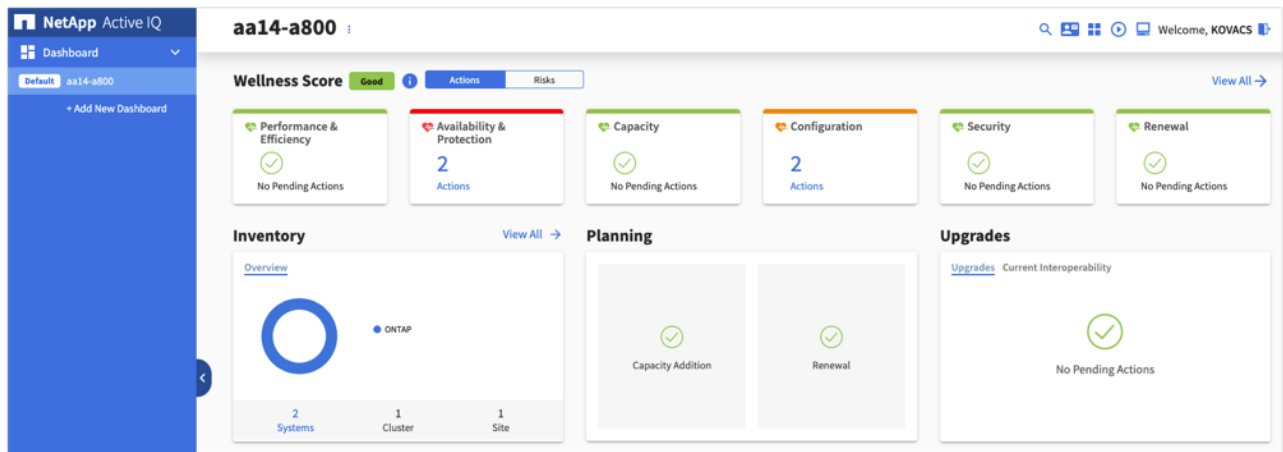 NetApp Active IQ
Dashboard
Default aa14-a800
+ Add New Dashboard
aa14-a800
Welcome, KOVACS
Wellness Score Good i Actions Risks
View All →
Performance &
Efficiency
No Pending Actions
Availability &
Protection
2
Actions
Capacity
No Pending Actions
Configuration
2
Actions
Security
No Pending Actions
Renewal
No Pending Actions
Inventory
View All →
Overview
ONTAP
2
Systems
1
Cluster
1
Site
Planning
Capacity Addition
Renewal
Upgrades
Upgrades Current Interoperability
No Pending Actions